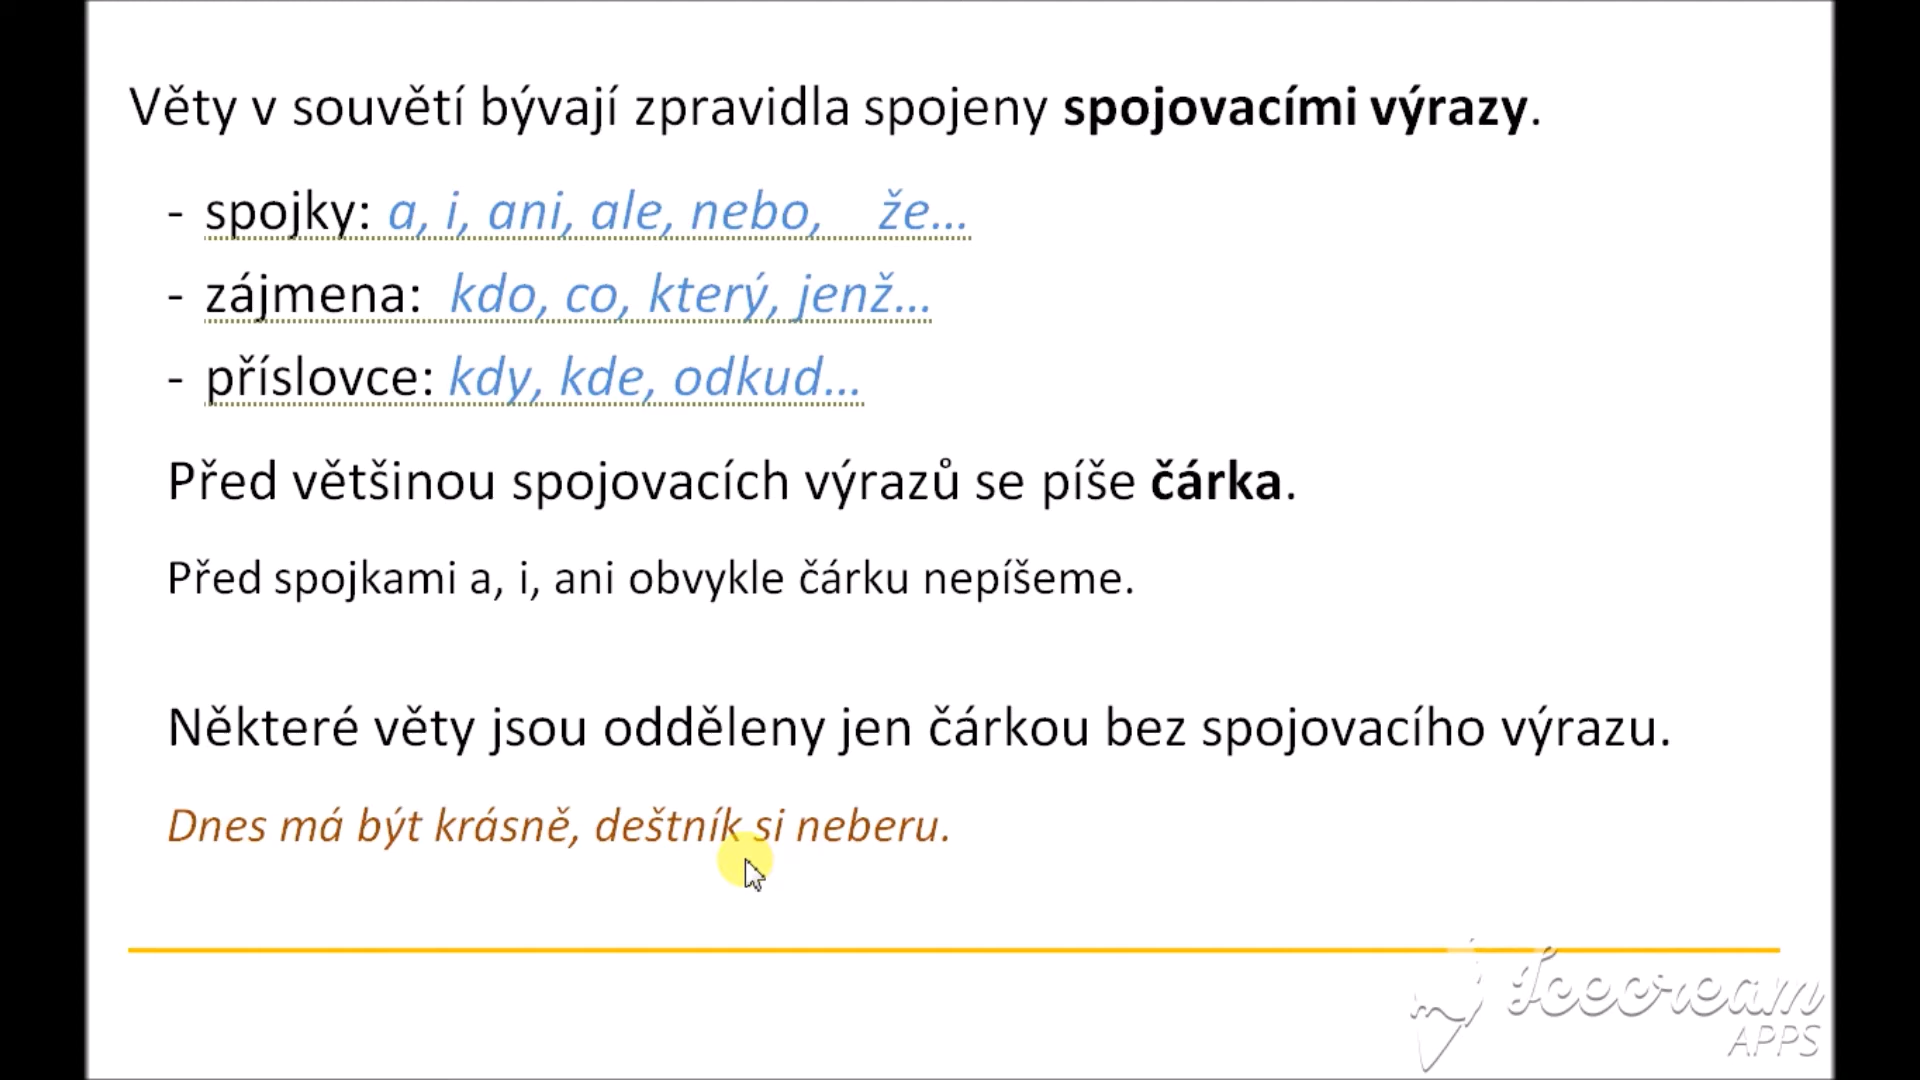 Věty v souvětí bývají zpravidla spojeny spojovacími výrazy.
- spojky: a, i, ani, ale, nebo, že...
- zájmena: kdo, co, který, jenž...
- příslovce: kdy, kde, odkud...
Před většinou spojovacích výrazů se píše čárka.
Před spojkami a, i, ani obvykle čárku nepíšeme.
Některé věty jsou odděleny jen čárkou bez spojovacího výrazu.
Dnes má být krásně, deštník si neberu.
Icecream
APPS